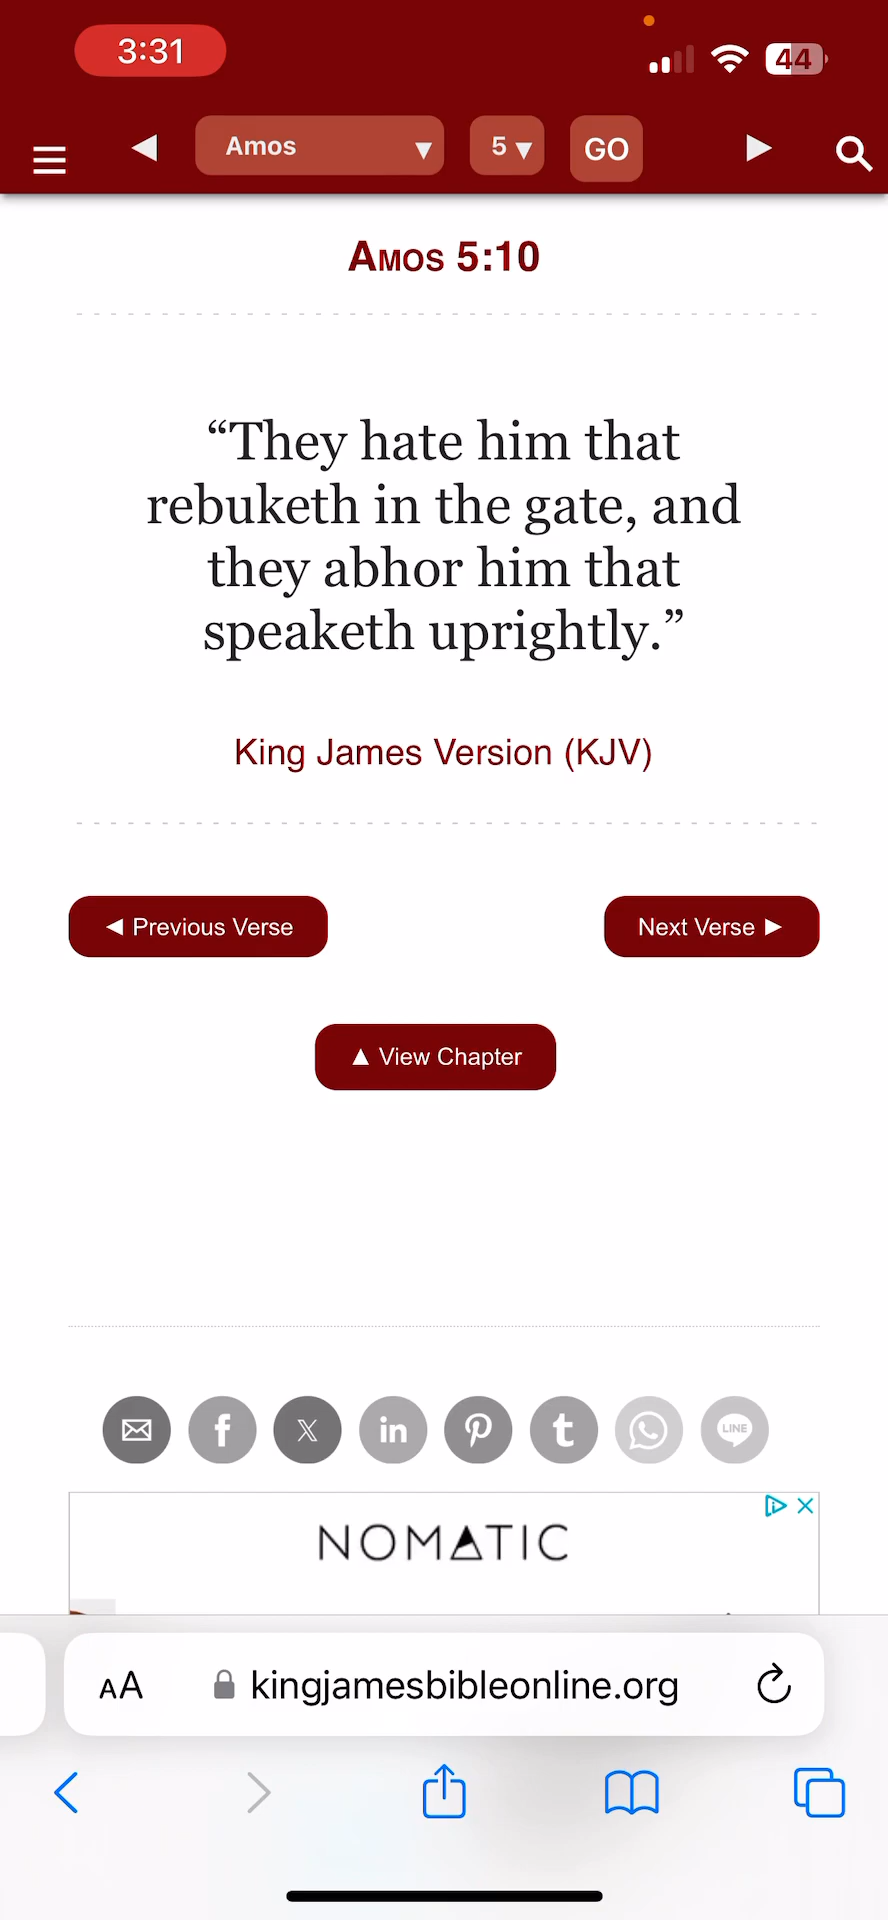 3:31
44
Amos ▼
5 ▼
GO
Amos 5:10
“They hate him that
rebuketh in the gate, and
they abhor him that
speaketh uprightly.”
King James Version (KJV)
◄ Previous Verse
Next Verse ►
▲ View Chapter
f
X
in
t
LINE
NOMATIC
AA
kingjamesbibleonline.org